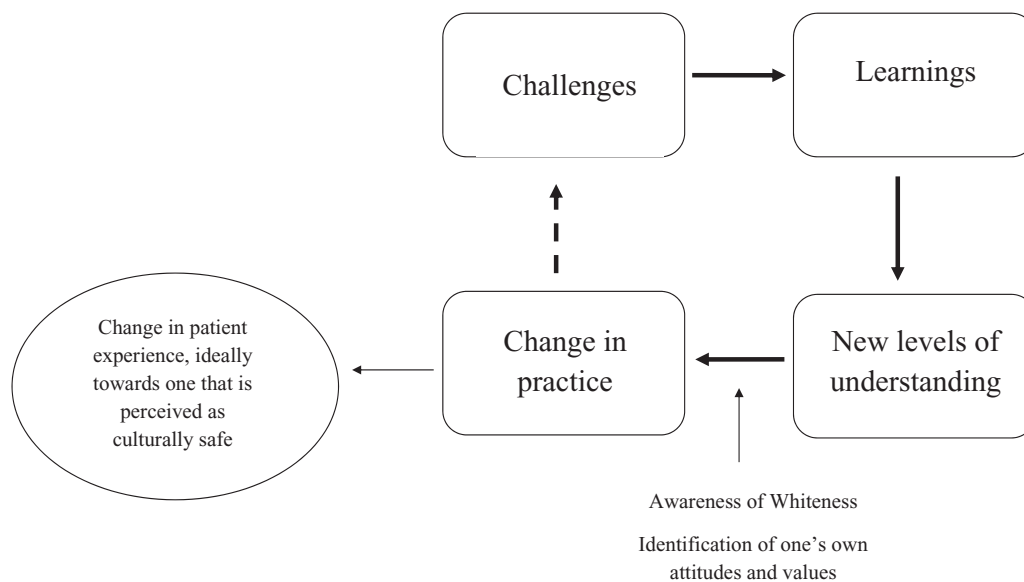 Challenges
Learnings
New levels of
understanding
Change in
practice
Change in patient
experience, ideally
towards one that is
perceived as
culturally safe
Awareness of Whiteness
Identification of one’s own
attitudes and values